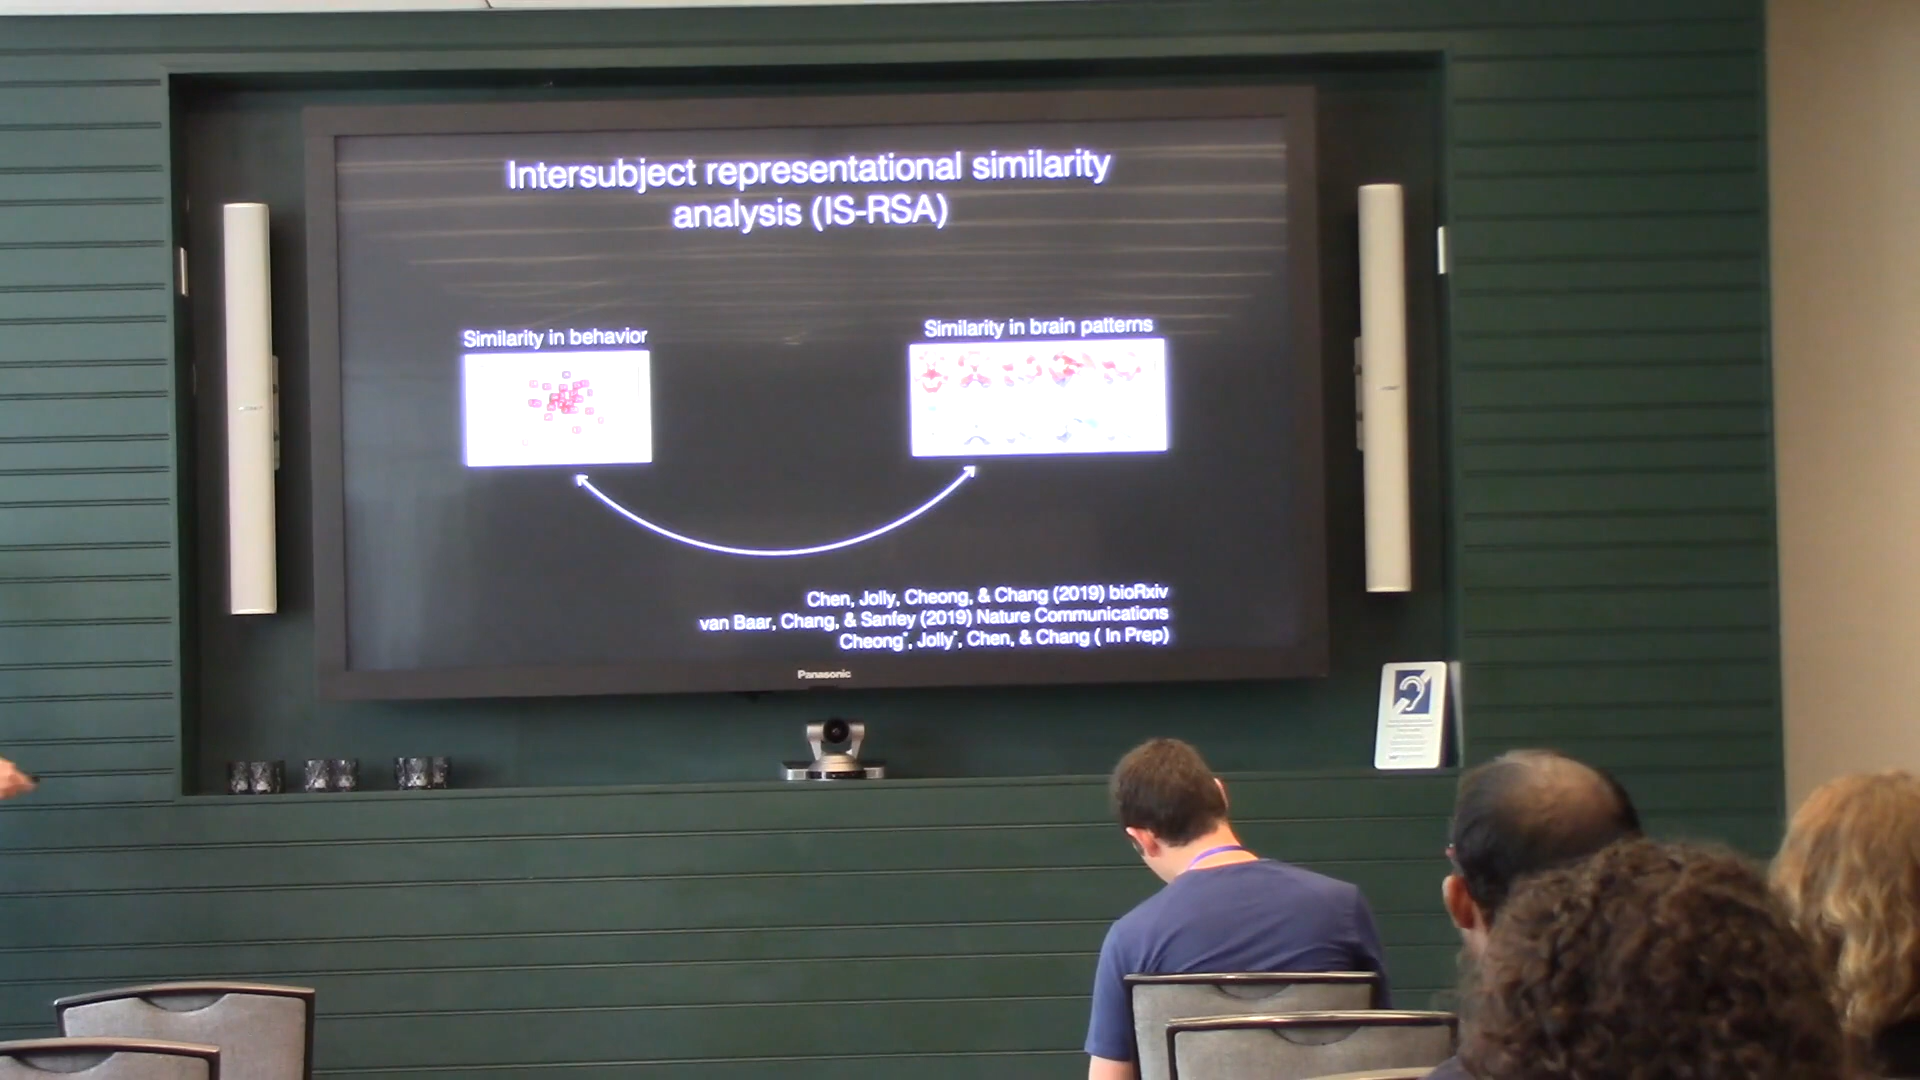 Intersubject representational similarity
analysis (IS-RSA)
Similarity in behavior
Similarity in brain patterns
Chen, Jolly, Cheong, & Chang (2019) bioRxiv
van Baar, Chang, & Sanfey (2019) Nature Communications
Cheong*, Jolly*, Chen, & Chang ( In Prep)
Panasonic